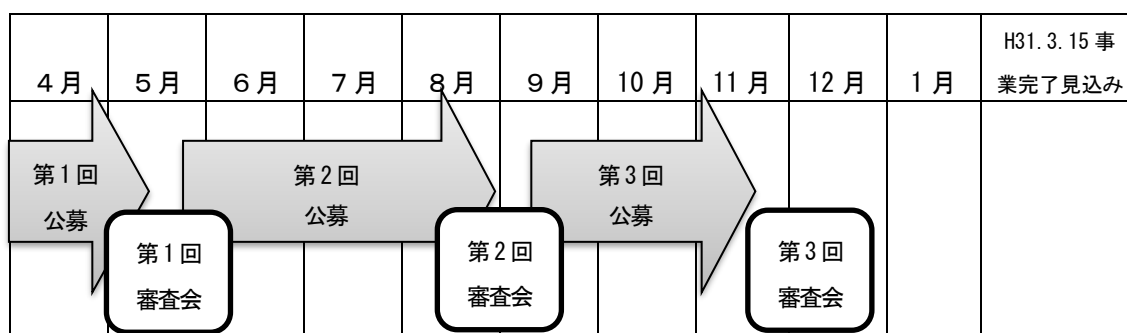 H31.3.15 事
４月 ５月 ６月 ７月 ８月 ９月 10 月 11 月 12 月 １月 業完了見込み
第１回 第２回 第３回
公募 公募 公募
第１回 第２回 第３回
審査会 審査会 審査会